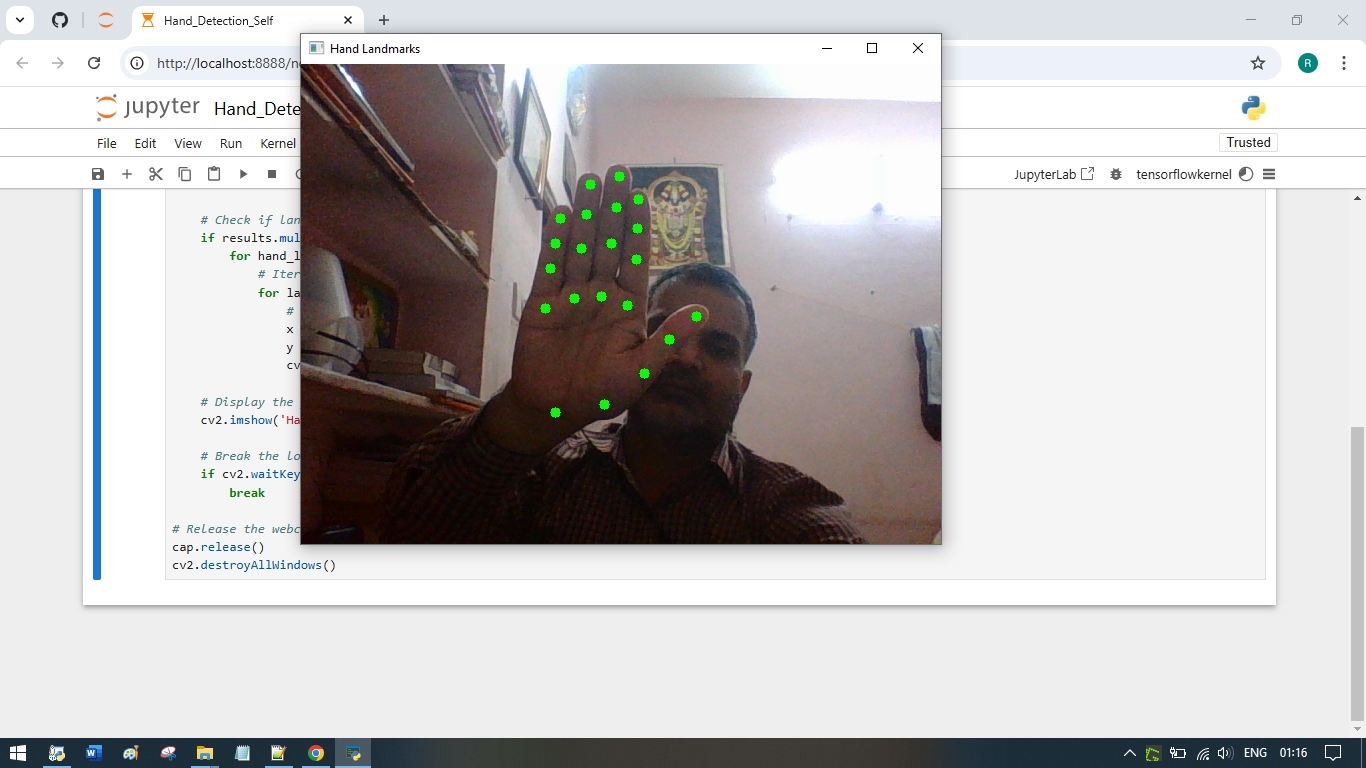 Hand_Detection_Self
Hand Landmarks
http://localhost:8888/n
R
jupyter
Hand_Dete
File
Edit
View
Run
Kernel
Trusted
JupyterLab
tensorflowkernel
# Check if lan
if results.mul
for hand_l
# Iter
for la
#
x
y
cv
# Display the
cv2.imshow('Ha
# Break the lo
if cv2.waitKey
break
# Release the webc
cap.release()
cv2.destroyAllWindows()
ENG
01:16